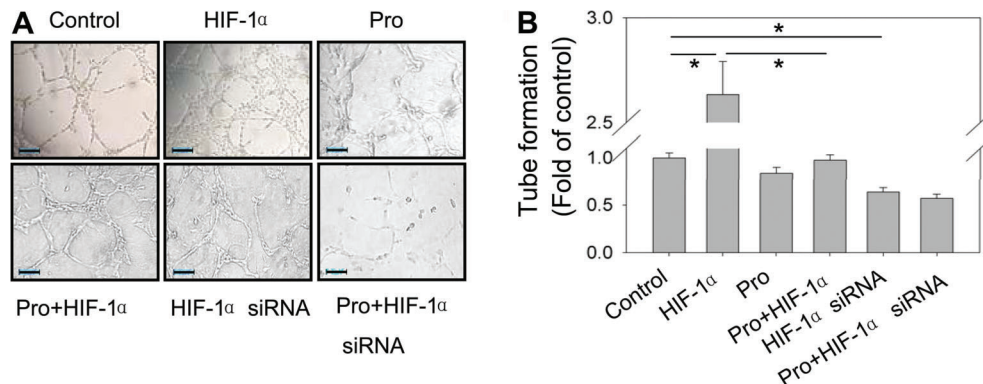 A
Control HIF-1α Pro
Pro+HIF-1α HIF-1α siRNA Pro+HIF-1α
siRNA
B
Tube formation
(Fold of control)
3.0
2.5
1.0
0.5
0.0
*
* *
Control
HIF-1α
Pro
Pro+HIF-1α
HIF-1α siRNA
Pro+HIF-1α siRNA